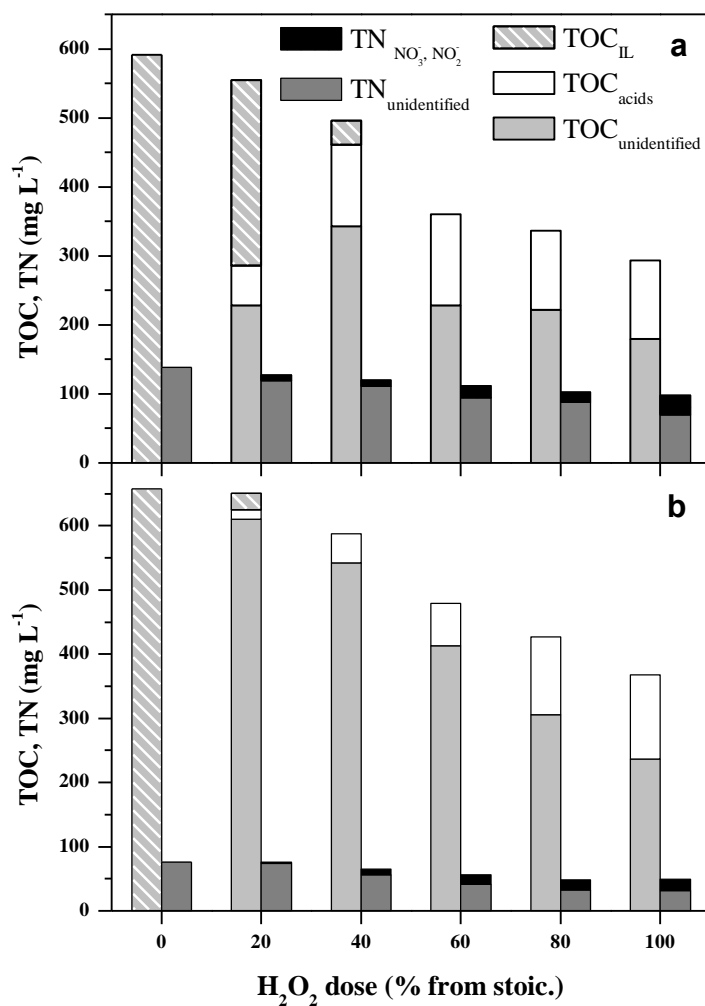 TN NO₃⁻, NO₂⁻
TOC IL
a
TN unidentified
TOC acids
TOC unidentified
600
500
400
300
200
100
0
TOC, TN (mg L⁻¹)
b
600
500
400
300
200
100
0
TOC, TN (mg L⁻¹)
0 20 40 60 80 100
H₂O₂ dose (% from stoic.)